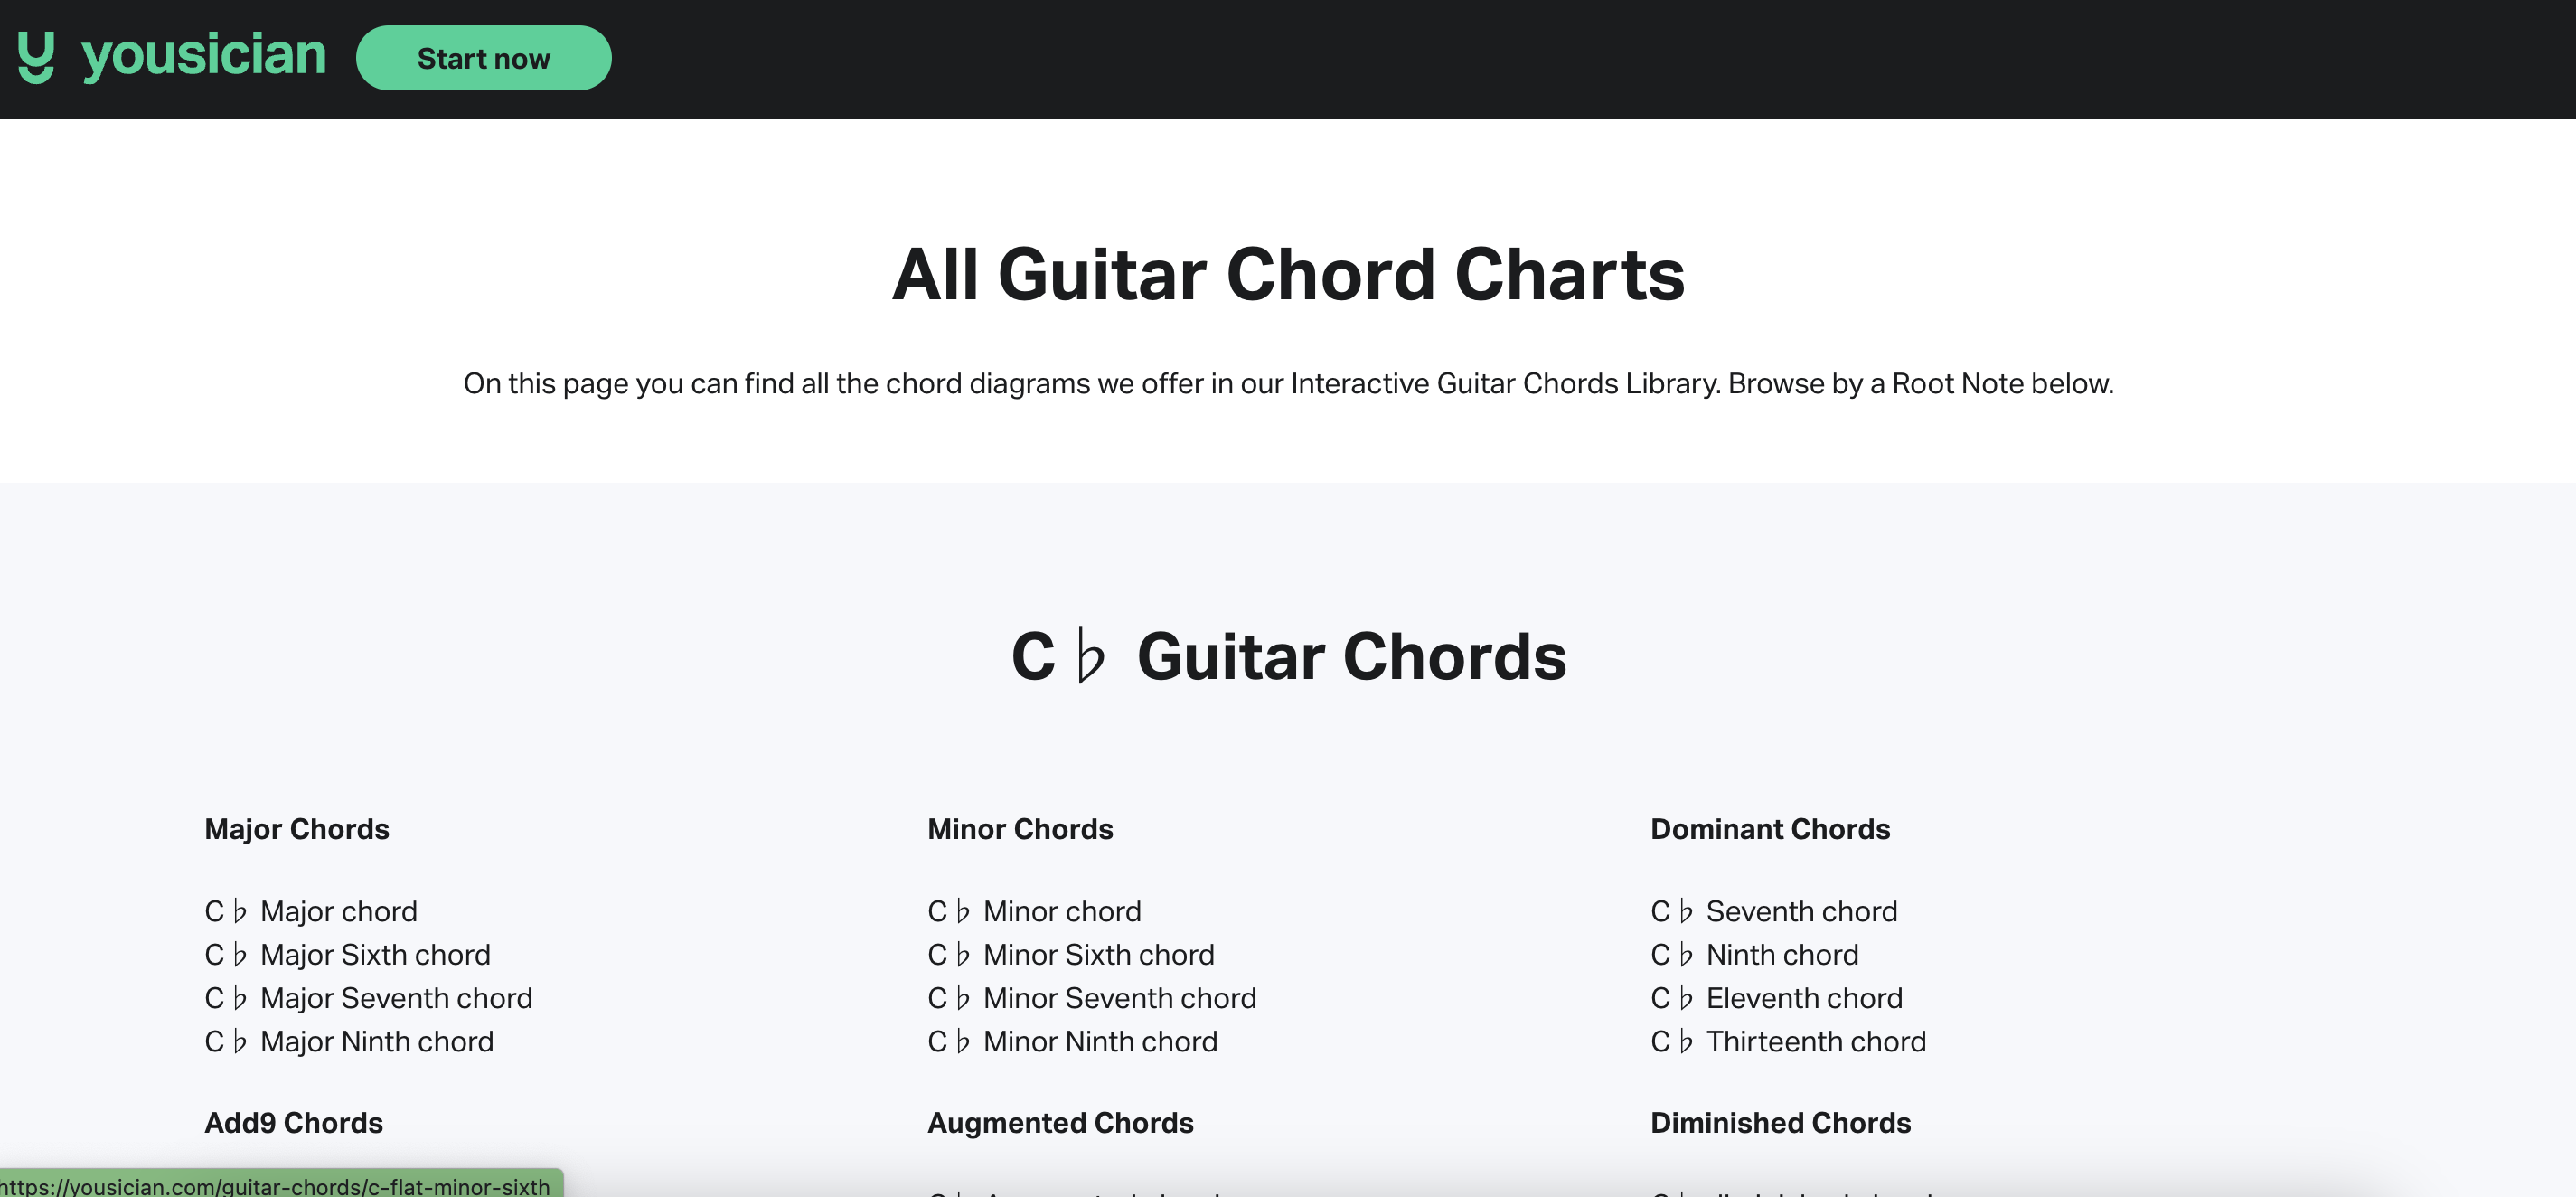 yousician
Start now
All Guitar Chord Charts
On this page you can find all the chord diagrams we offer in our Interactive Guitar Chords Library. Browse by a Root Note below.
C♭ Guitar Chords
Major Chords
C♭ Major chord
C♭ Major Sixth chord
C♭ Major Seventh chord
C♭ Major Ninth chord
Minor Chords
C♭ Minor chord
C♭ Minor Sixth chord
C♭ Minor Seventh chord
C♭ Minor Ninth chord
Dominant Chords
C♭ Seventh chord
C♭ Ninth chord
C♭ Eleventh chord
C♭ Thirteenth chord
Add9 Chords
Augmented Chords
Diminished Chords
https://yousician.com/guitar-chords/c-flat-minor-sixth